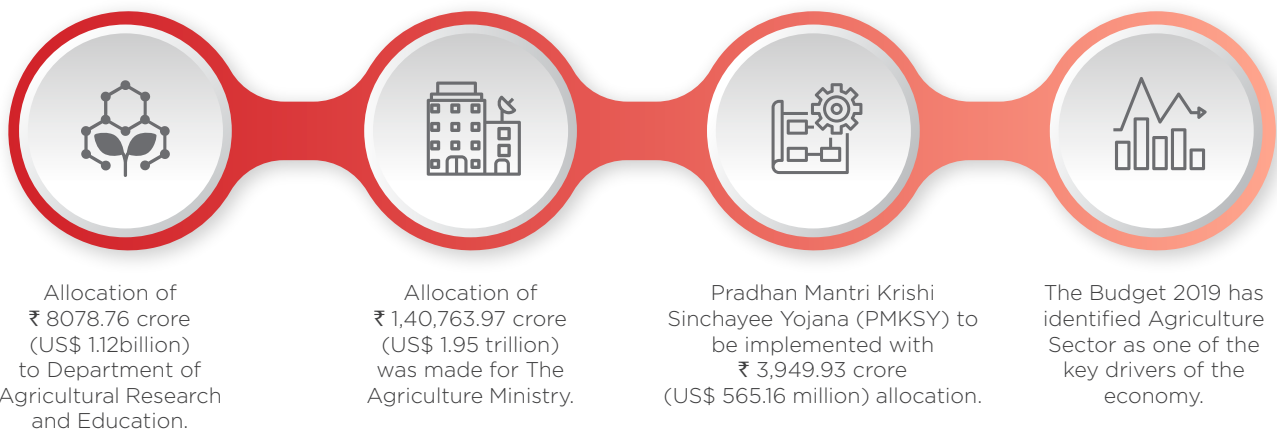 Allocation of
₹ 8078.76 crore
(US$ 1.12billion)
to Department of
Agricultural Research
and Education.
Allocation of
₹ 1,40,763.97 crore
(US$ 1.95 trillion)
was made for The
Agriculture Ministry.
Pradhan Mantri Krishi
Sinchayee Yojana (PMKSY) to
be implemented with
₹ 3,949.93 crore
(US$ 565.16 million) allocation.
The Budget 2019 has
identified Agriculture
Sector as one of the
key drivers of the
economy.